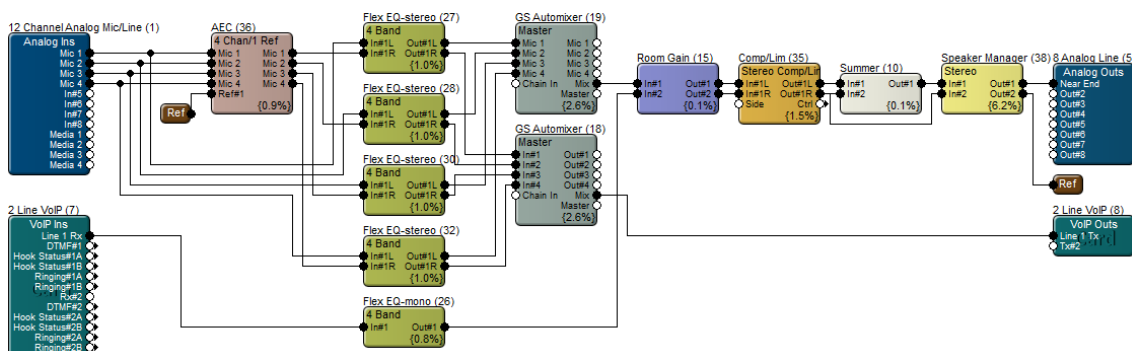 12 Channel Analog Mic/Line (1)
Analog Ins
Mic 1
Mic 2
Mic 3
Mic 4
In#5
In#6
In#7
In#8
Media 1
Media 2
Media 3
Media 4
2 Line VoIP (7)
VoIP Ins
Line 1 Rx
DTMF#1
Hook Status#1A
Hook Status#1B
Ringing#1A
Ringing#1B
Rx#2
DTMF#2
Hook Status#2A
Hook Status#2B
Ringing#2A
Ringing#2B
AEC (36)
4 Chan/1 Ref
Mic 1 Mic 1
Mic 2 Mic 2
Mic 3 Mic 3
Mic 4 Mic 4
Ref#1
{0.9%}
Ref
Flex EQ-stereo (27)
4 Band
In#1L Out#1L
In#1R Out#1R
{1.0%}
Flex EQ-stereo (28)
4 Band
In#1L Out#1L
In#1R Out#1R
{1.0%}
Flex EQ-stereo (30)
4 Band
In#1L Out#1L
In#1R Out#1R
{1.0%}
Flex EQ-stereo (32)
4 Band
In#1L Out#1L
In#1R Out#1R
{1.0%}
Flex EQ-mono (26)
4 Band
In#1 Out#1
{0.8%}
GS Automixer (19)
Master
Mic 1 Mic 1
Mic 2 Mic 2
Mic 3 Mic 3
Mic 4 Mic 4
Chain In Mix
Master
{2.6%}
GS Automixer (18)
Master
In#1 Out#1
In#2 Out#2
In#3 Out#3
In#4 Out#4
Chain In Mix
Master
{2.6%}
Room Gain (15)
In#1 Out#1
In#2 Out#2
{0.1%}
Comp/Lim (35)
Stereo Comp/Lim
In#1L Out#1L
In#1R Out#1R
Side Ctrl
{1.5%}
Summer (10)
In#1 Out#1
In#2
{0.1%}
Speaker Manager (38)
Stereo
In#1 Out#1
In#2 Out#2
{6.2%}
8 Analog Line (5
Analog Outs
Near End
Out#2
Out#3
Out#4
Out#5
Out#6
Out#7
Out#8
Ref
2 Line VoIP (8)
VoIP Outs
Line 1 Tx
Tx#2